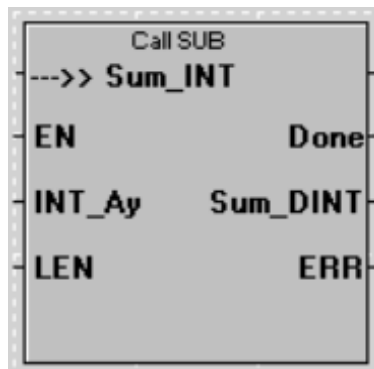 Call SUB
--->> Sum_INT
EN Done
INT_Ay Sum_DINT
LEN ERR